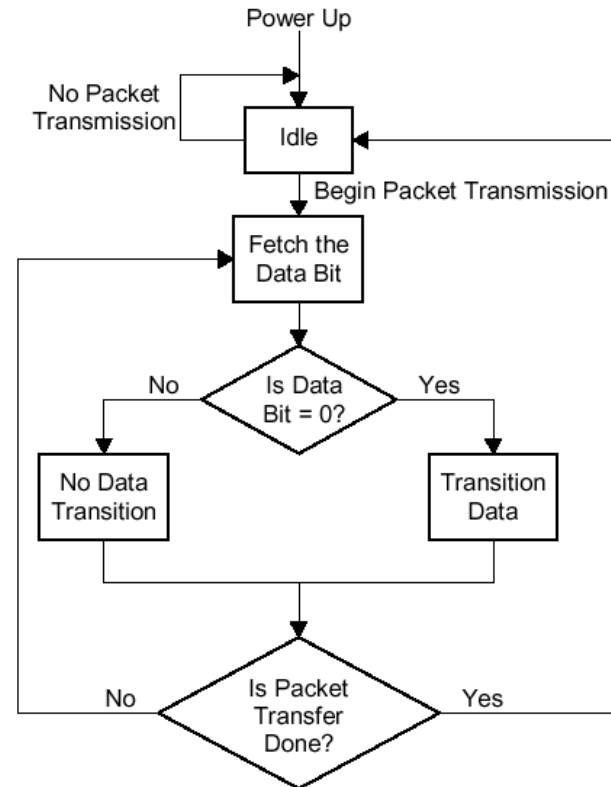 Power Up
No Packet
Transmission
Idle
Begin Packet Transmission
Fetch the
Data Bit
No
Is Data
Bit = 0?
Yes
No Data
Transition
Transition
Data
No
Is Packet
Transfer
Done?
Yes